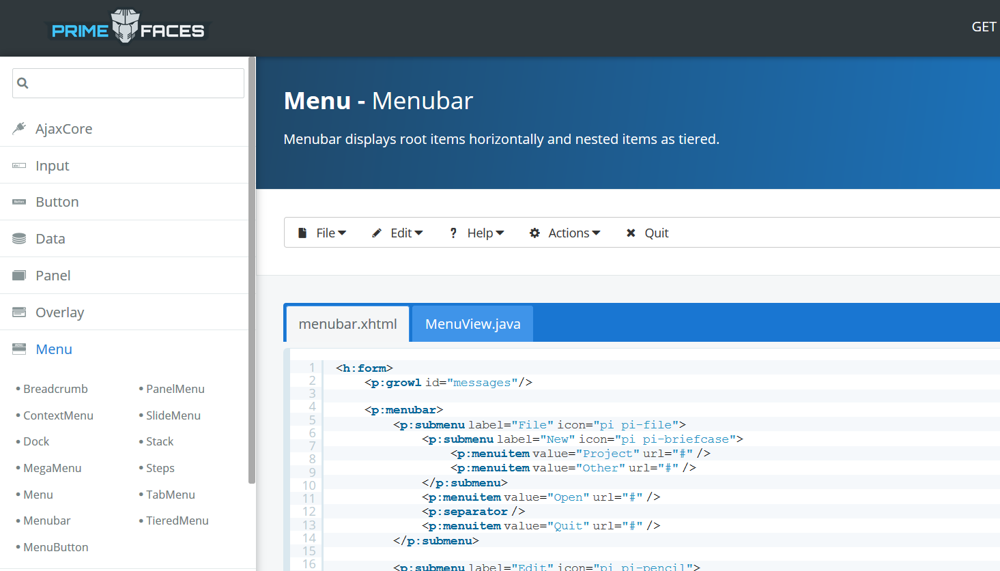 PRIME FACES
GET
AjaxCore
Input
Button
Data
Panel
Overlay
Menu
Breadcrumb
PanelMenu
ContextMenu
SlideMenu
Dock
Stack
MegaMenu
Steps
Menu
TabMenu
Menubar
TieredMenu
MenuButton
Menu - Menubar
Menubar displays root items horizontally and nested items as tiered.
File Edit Help Actions Quit
menubar.xhtml MenuView.java
1 <h:form>
2 <p:growl id="messages"/>
3
4 <p:menubar>
5 <p:submenu label="File" icon="pi pi-file">
6 <p:submenu label="New" icon="pi pi-briefcase">
7 <p:menuitem value="Project" url="#" />
8 <p:menuitem value="Other" url="#" />
9 </p:submenu>
10 <p:menuitem value="Open" url="#" />
11 <p:separator />
12 <p:menuitem value="Quit" url="#" />
13 </p:submenu>
14
15 <p:submenu label="Edit" icon="pi pi-pencil">
16